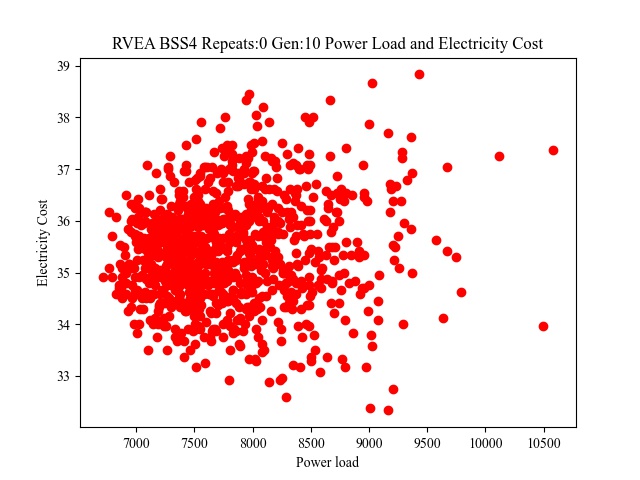 RVEA BSS4 Repeats:0 Gen:10 Power Load and Electricity Cost
39
38
37
36
35
34
33
Electricity Cost
7000 7500 8000 8500 9000 9500 10000 10500
Power load